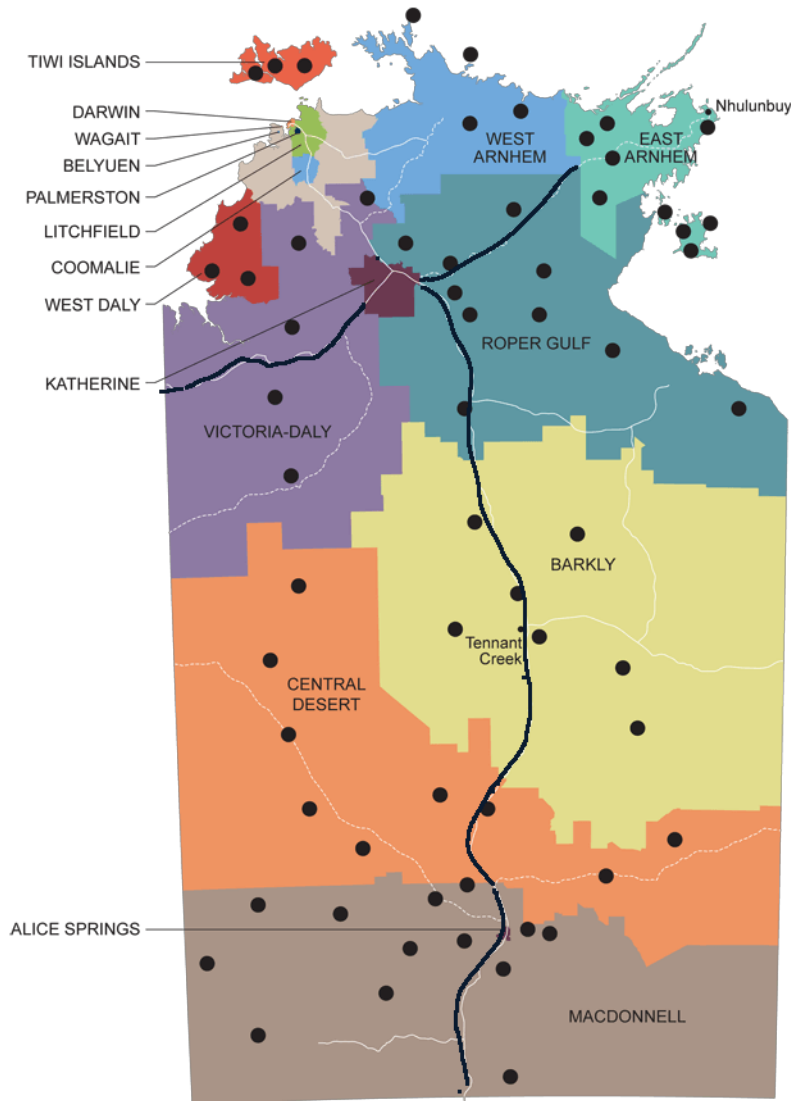 TIWI ISLANDS
DARWIN
WAGAIT
BELYUEN
PALMERSTON
LITCHFIELD
COOMALIE
WEST DALY
KATHERINE
WEST
ARNHEM
EAST
ARNHEM
Nhulunbuy
ROPER GULF
VICTORIA-DALY
BARKLY
Tennant
Creek
CENTRAL
DESERT
ALICE SPRINGS
MACDONNELL